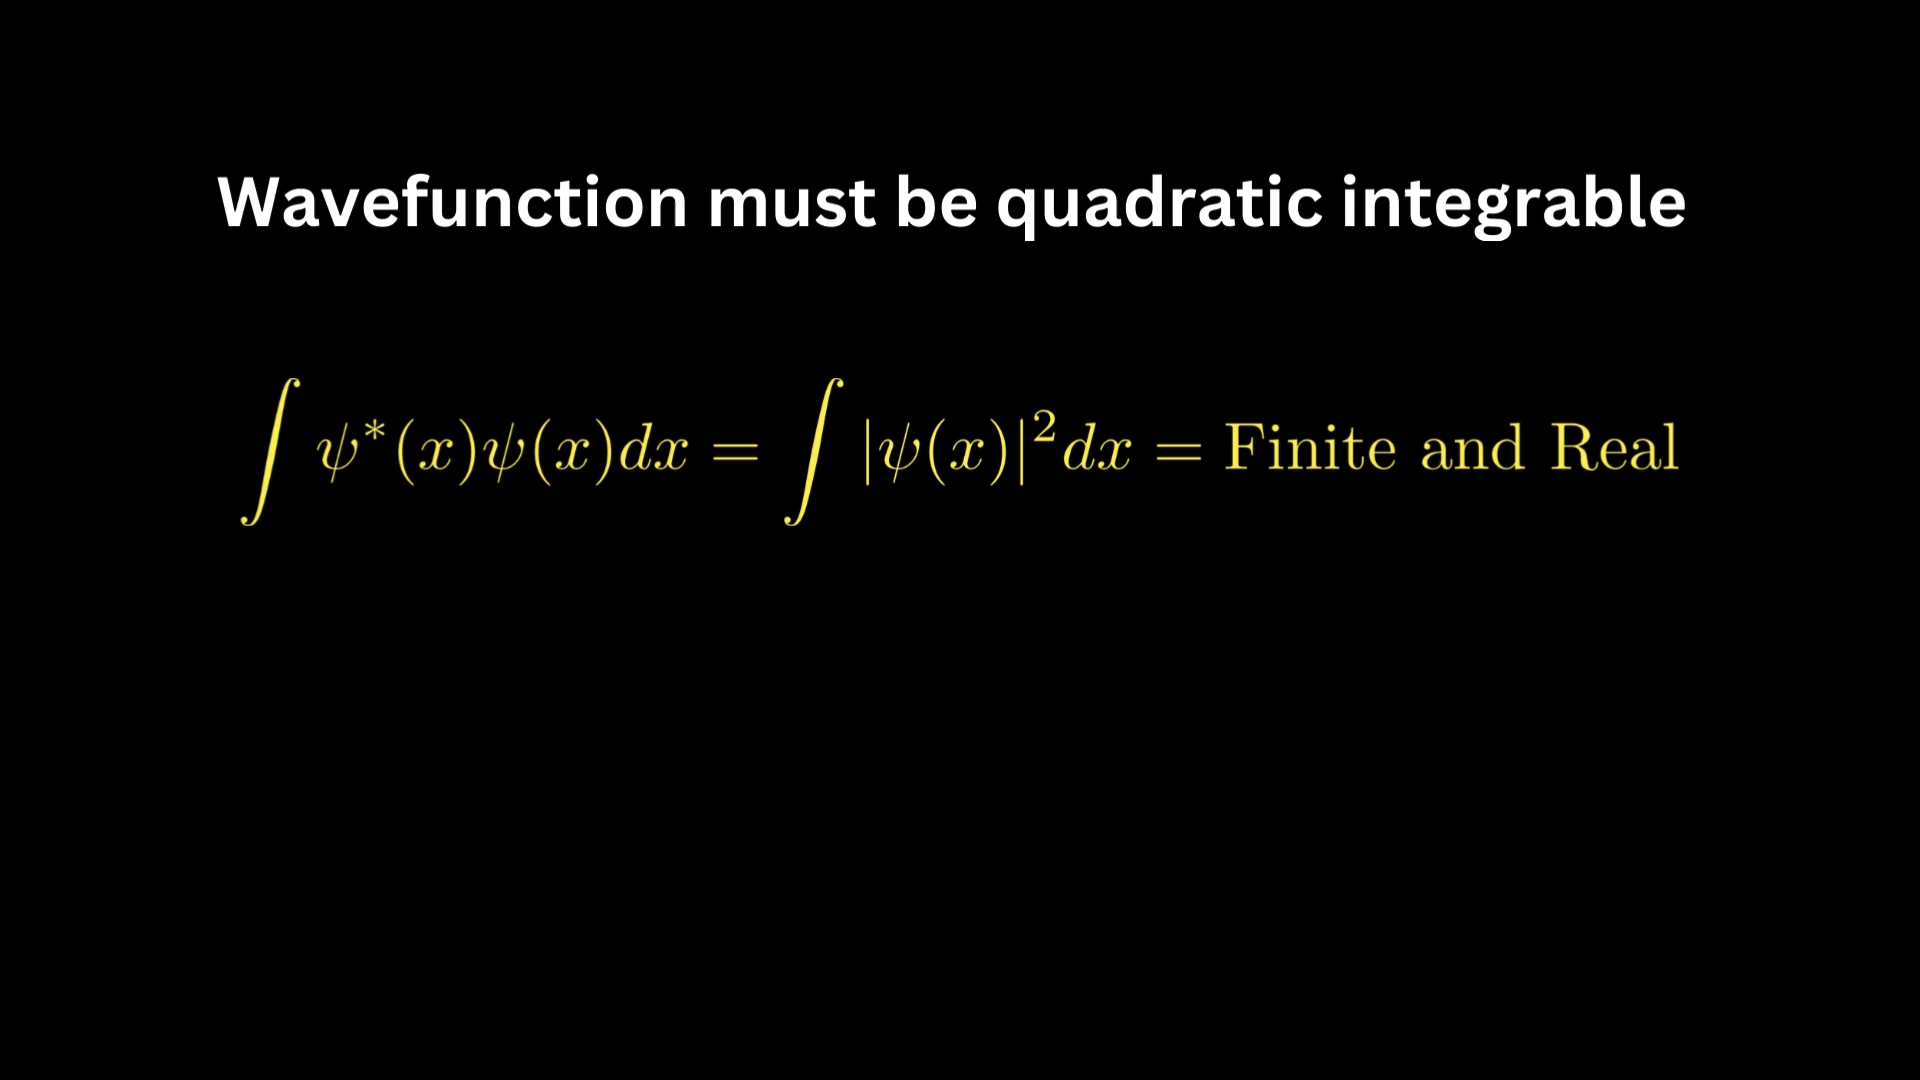 Wavefunction must be quadratic integrable
∫ ψ*(x)ψ(x)dx = ∫ |ψ(x)|²dx = Finite and Real